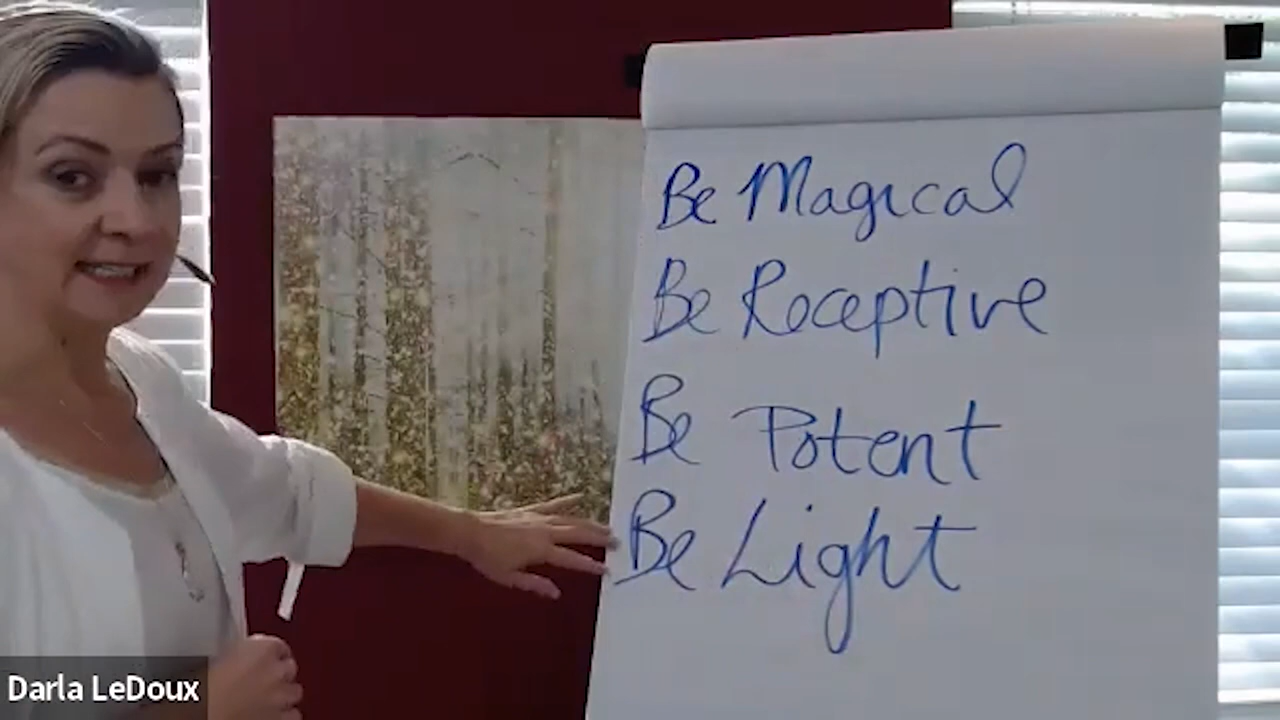 Be Magical
Be Receptive
Be Potent
Be Light
Darla LeDoux